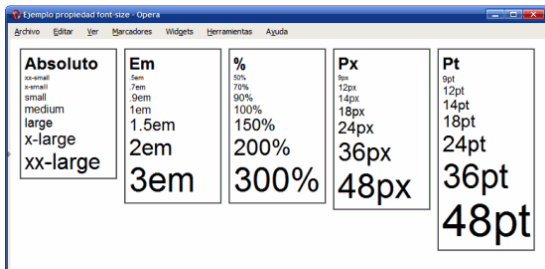 Ejemplo propiedad font-size - Opera
Archivo Editar Ver Marcadores Widgets Herramientas Ayuda
Absoluto
xx-small
x-small
small
medium
large
x-large
xx-large
Em
.5em
.7em
.9em
1em
1.5em
2em
3em
%
50%
70%
90%
100%
150%
200%
300%
Px
9px
12px
14px
18px
24px
36px
48px
Pt
9pt
12pt
14pt
18pt
24pt
36pt
48pt